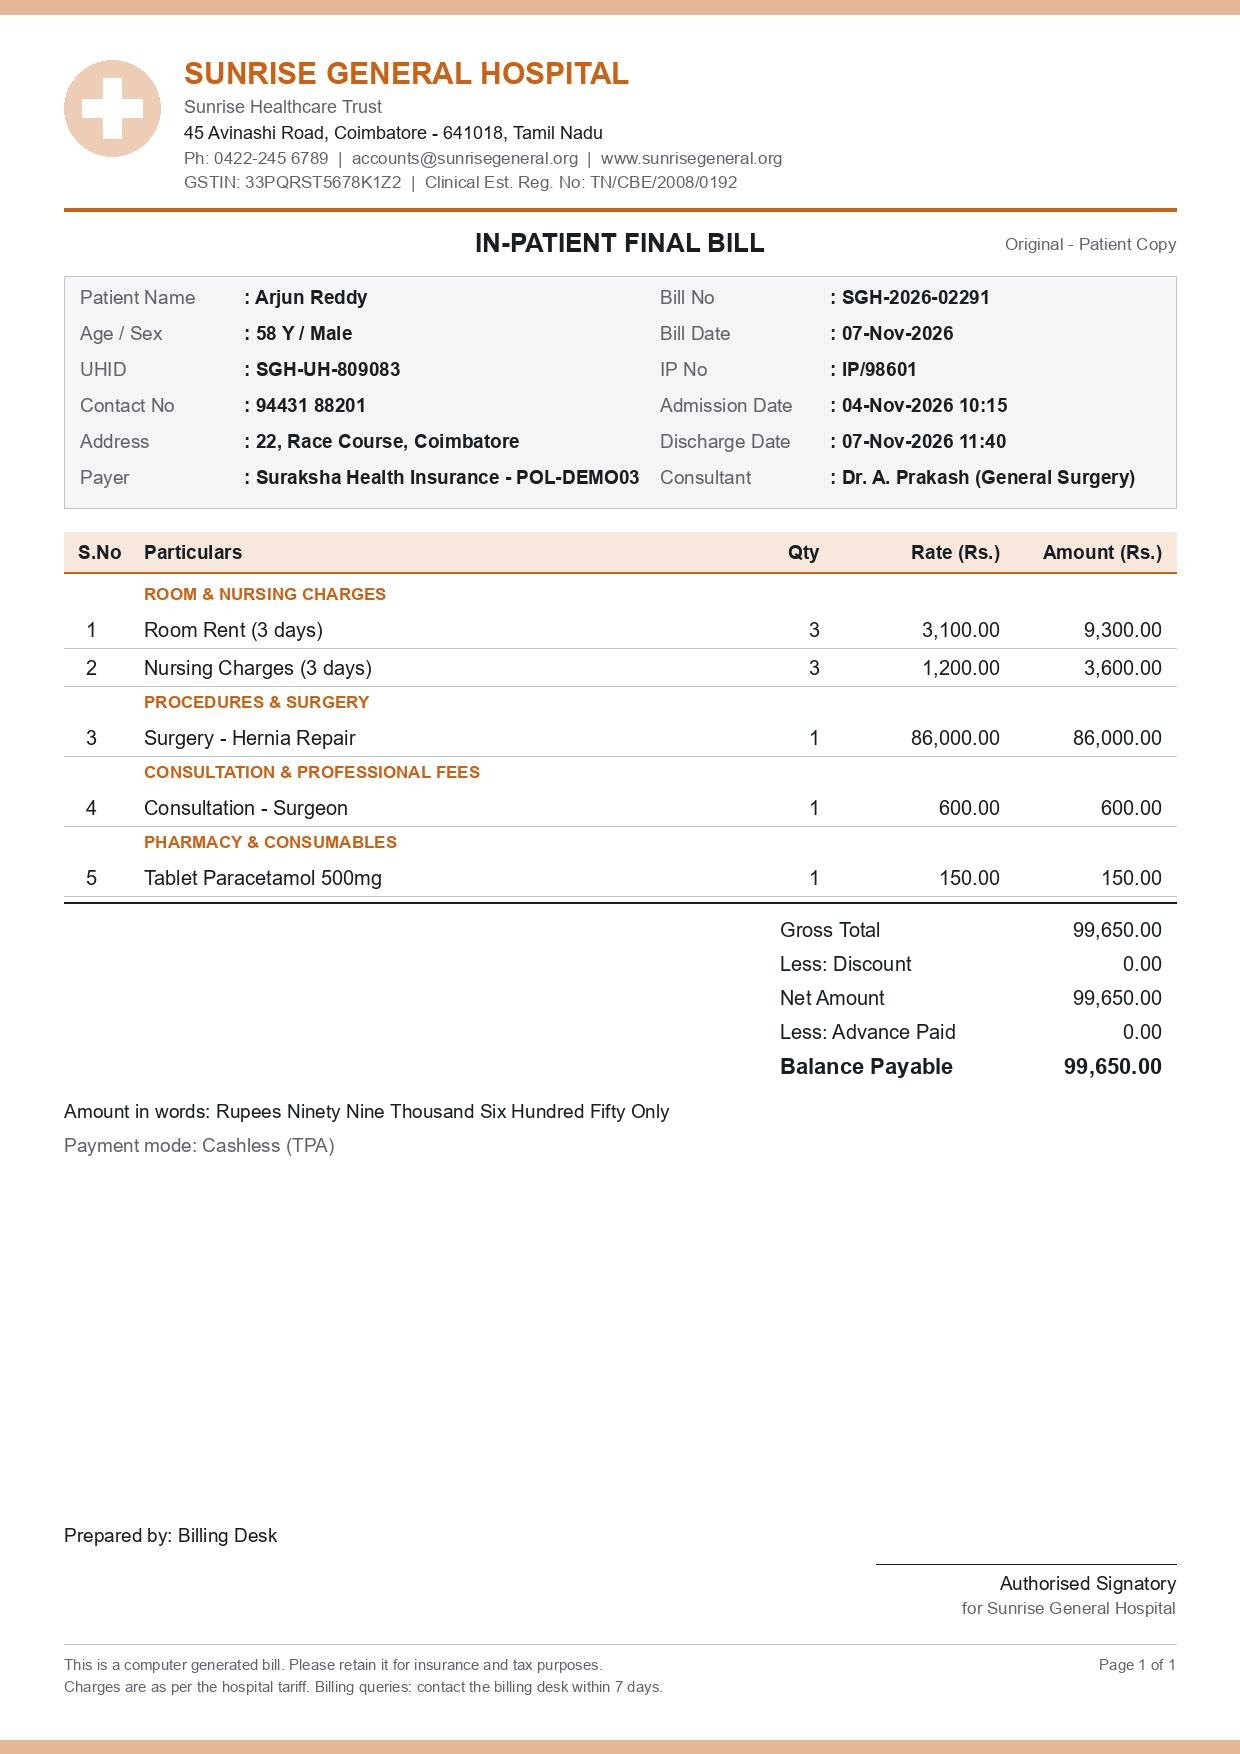 SUNRISE GENERAL HOSPITAL
Sunrise Healthcare Trust
45 Avinashi Road, Coimbatore - 641018, Tamil Nadu
Ph: 0422-245 6789 | accounts@sunrisegeneral.org | www.sunrisegeneral.org
GSTIN: 33PQRST5678K1Z2 | Clinical Est. Reg. No: TN/CBE/2008/0192
IN-PATIENT FINAL BILL Original - Patient Copy
Patient Name : Arjun Reddy Bill No : SGH-2026-02291
Age / Sex : 58 Y / Male Bill Date : 07-Nov-2026
UHID : SGH-UH-809083 IP No : IP/98601
Contact No : 94431 88201 Admission Date : 04-Nov-2026 10:15
Address : 22, Race Course, Coimbatore Discharge Date : 07-Nov-2026 11:40
Payer : Suraksha Health Insurance - POL-DEMO03 Consultant : Dr. A. Prakash (General Surgery)
S.No Particulars Qty Rate (Rs.) Amount (Rs.)
ROOM & NURSING CHARGES
1 Room Rent (3 days) 3 3,100.00 9,300.00
2 Nursing Charges (3 days) 3 1,200.00 3,600.00
PROCEDURES & SURGERY
3 Surgery - Hernia Repair 1 86,000.00 86,000.00
CONSULTATION & PROFESSIONAL FEES
4 Consultation - Surgeon 1 600.00 600.00
PHARMACY & CONSUMABLES
5 Tablet Paracetamol 500mg 1 150.00 150.00
Gross Total 99,650.00
Less: Discount 0.00
Net Amount 99,650.00
Less: Advance Paid 0.00
Balance Payable 99,650.00
Amount in words: Rupees Ninety Nine Thousand Six Hundred Fifty Only
Payment mode: Cashless (TPA)
Prepared by: Billing Desk
Authorised Signatory
for Sunrise General Hospital
This is a computer generated bill. Please retain it for insurance and tax purposes. Page 1 of 1
Charges are as per the hospital tariff. Billing queries: contact the billing desk within 7 days.